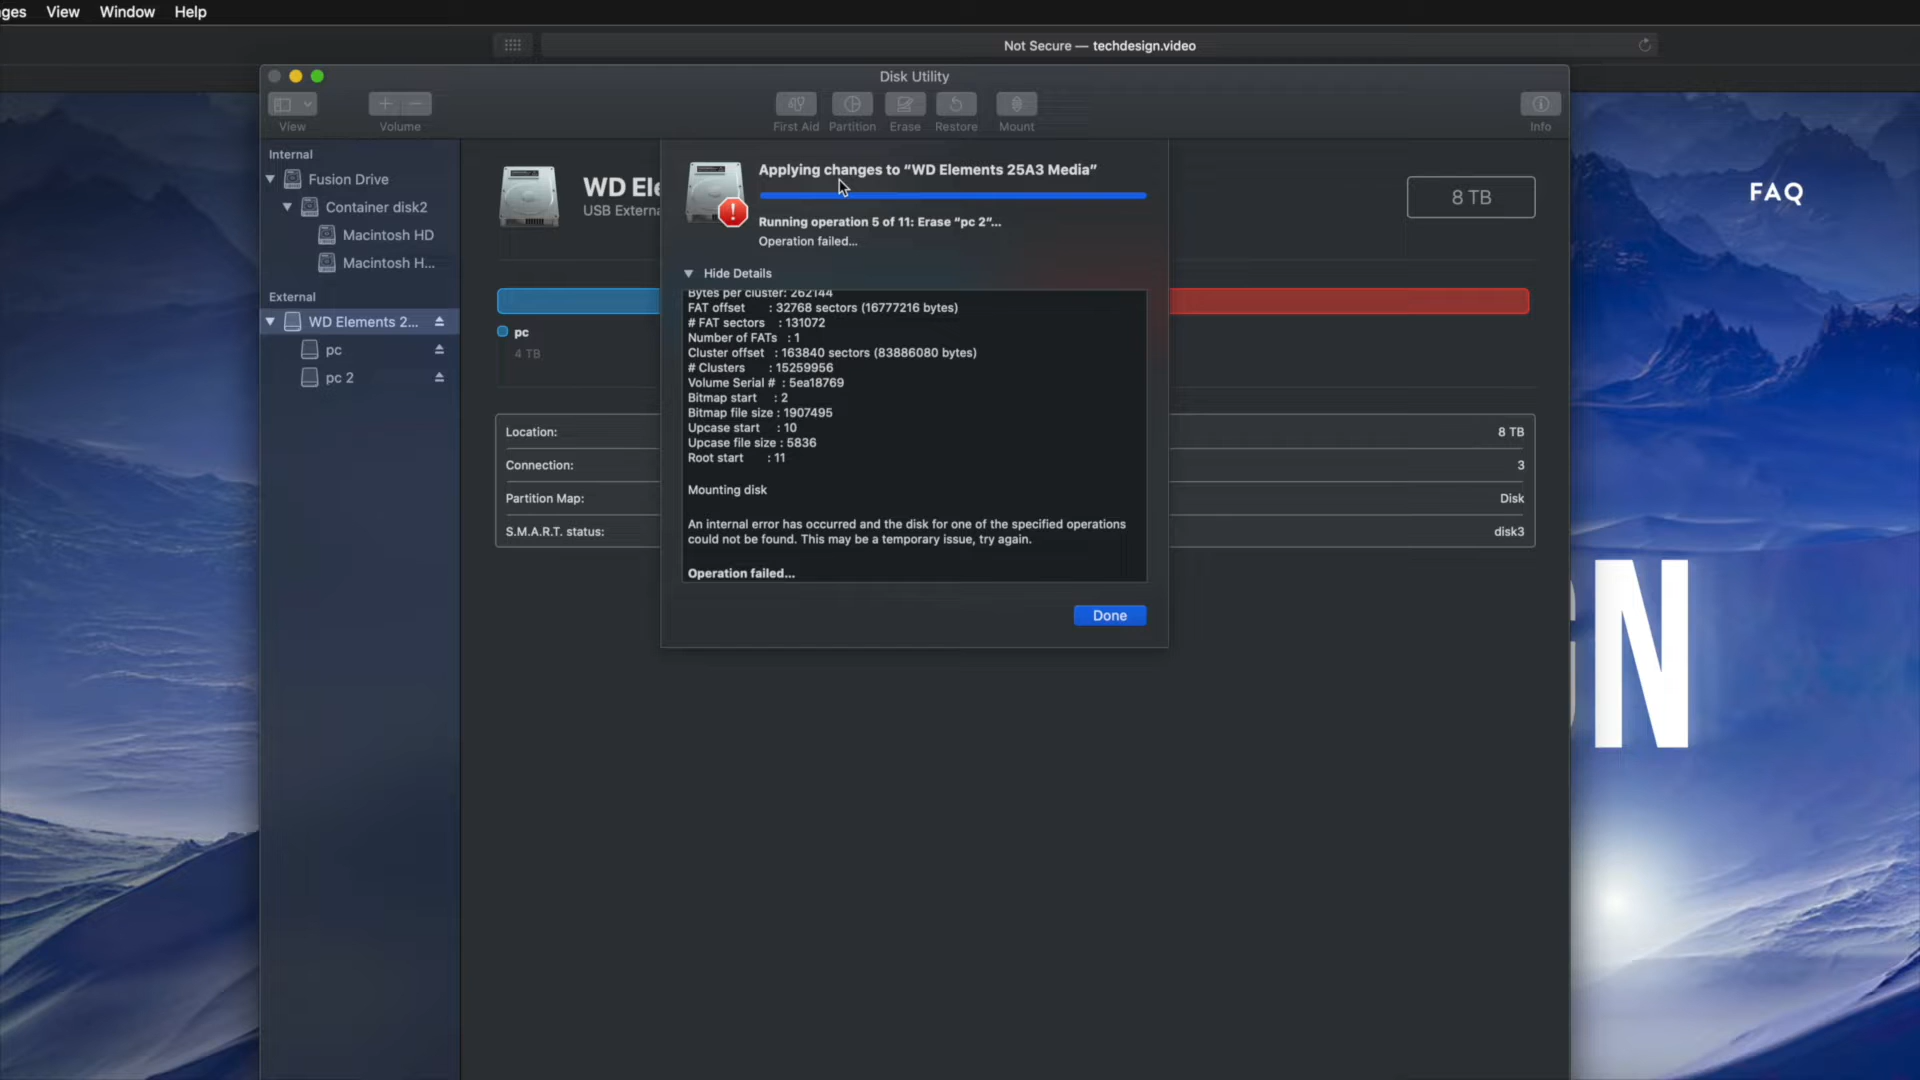 ges View Window Help
Not Secure — techdesign.video
Disk Utility
View
Volume
First Aid Partition Erase Restore Mount
Info
Internal
Fusion Drive
Container disk2
Macintosh HD
Macintosh H...
External
WD Elements 2...
pc
pc 2
WD Ele
USB Externa
8 TB
pc
4 TB
Location:
8 TB
Connection:
3
Partition Map:
Disk
S.M.A.R.T. status:
disk3
Applying changes to “WD Elements 25A3 Media”
Running operation 5 of 11: Erase “pc 2”...
Operation failed...
Hide Details
Bytes per cluster: 262144
FAT offset : 32768 sectors (16777216 bytes)
# FAT sectors : 131072
Number of FATs : 1
Cluster offset : 163840 sectors (83886080 bytes)
# Clusters : 15259956
Volume Serial # : 5ea18769
Bitmap start : 2
Bitmap file size : 1907495
Upcase start : 10
Upcase file size : 5836
Root start : 11
Mounting disk
An internal error has occurred and the disk for one of the specified operations
could not be found. This may be a temporary issue, try again.
Operation failed...
Done
FAQ
GN